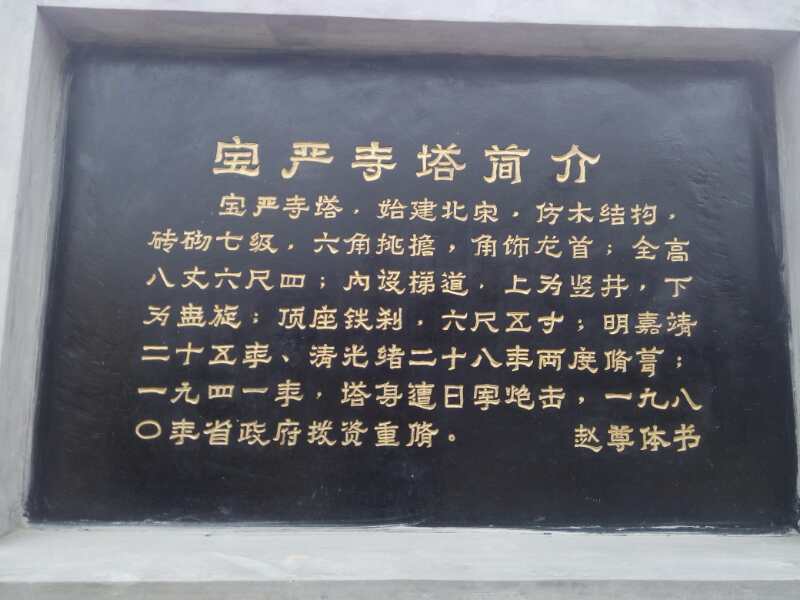 宝严寺塔简介
宝严寺塔，始建北宋，仿木结构，
砖砌七级，六角挑擔，角饰龙首；全高
八丈六尺四；内设梯道，上为竖井，下
为盘旋；顶座铁刹，六尺五寸；明嘉靖
二十五年、清光绪二十八年两度脩葺；
一九四一年，塔身遭日军炮击，一九八
〇年省政府拨资重脩。 赵尊体书